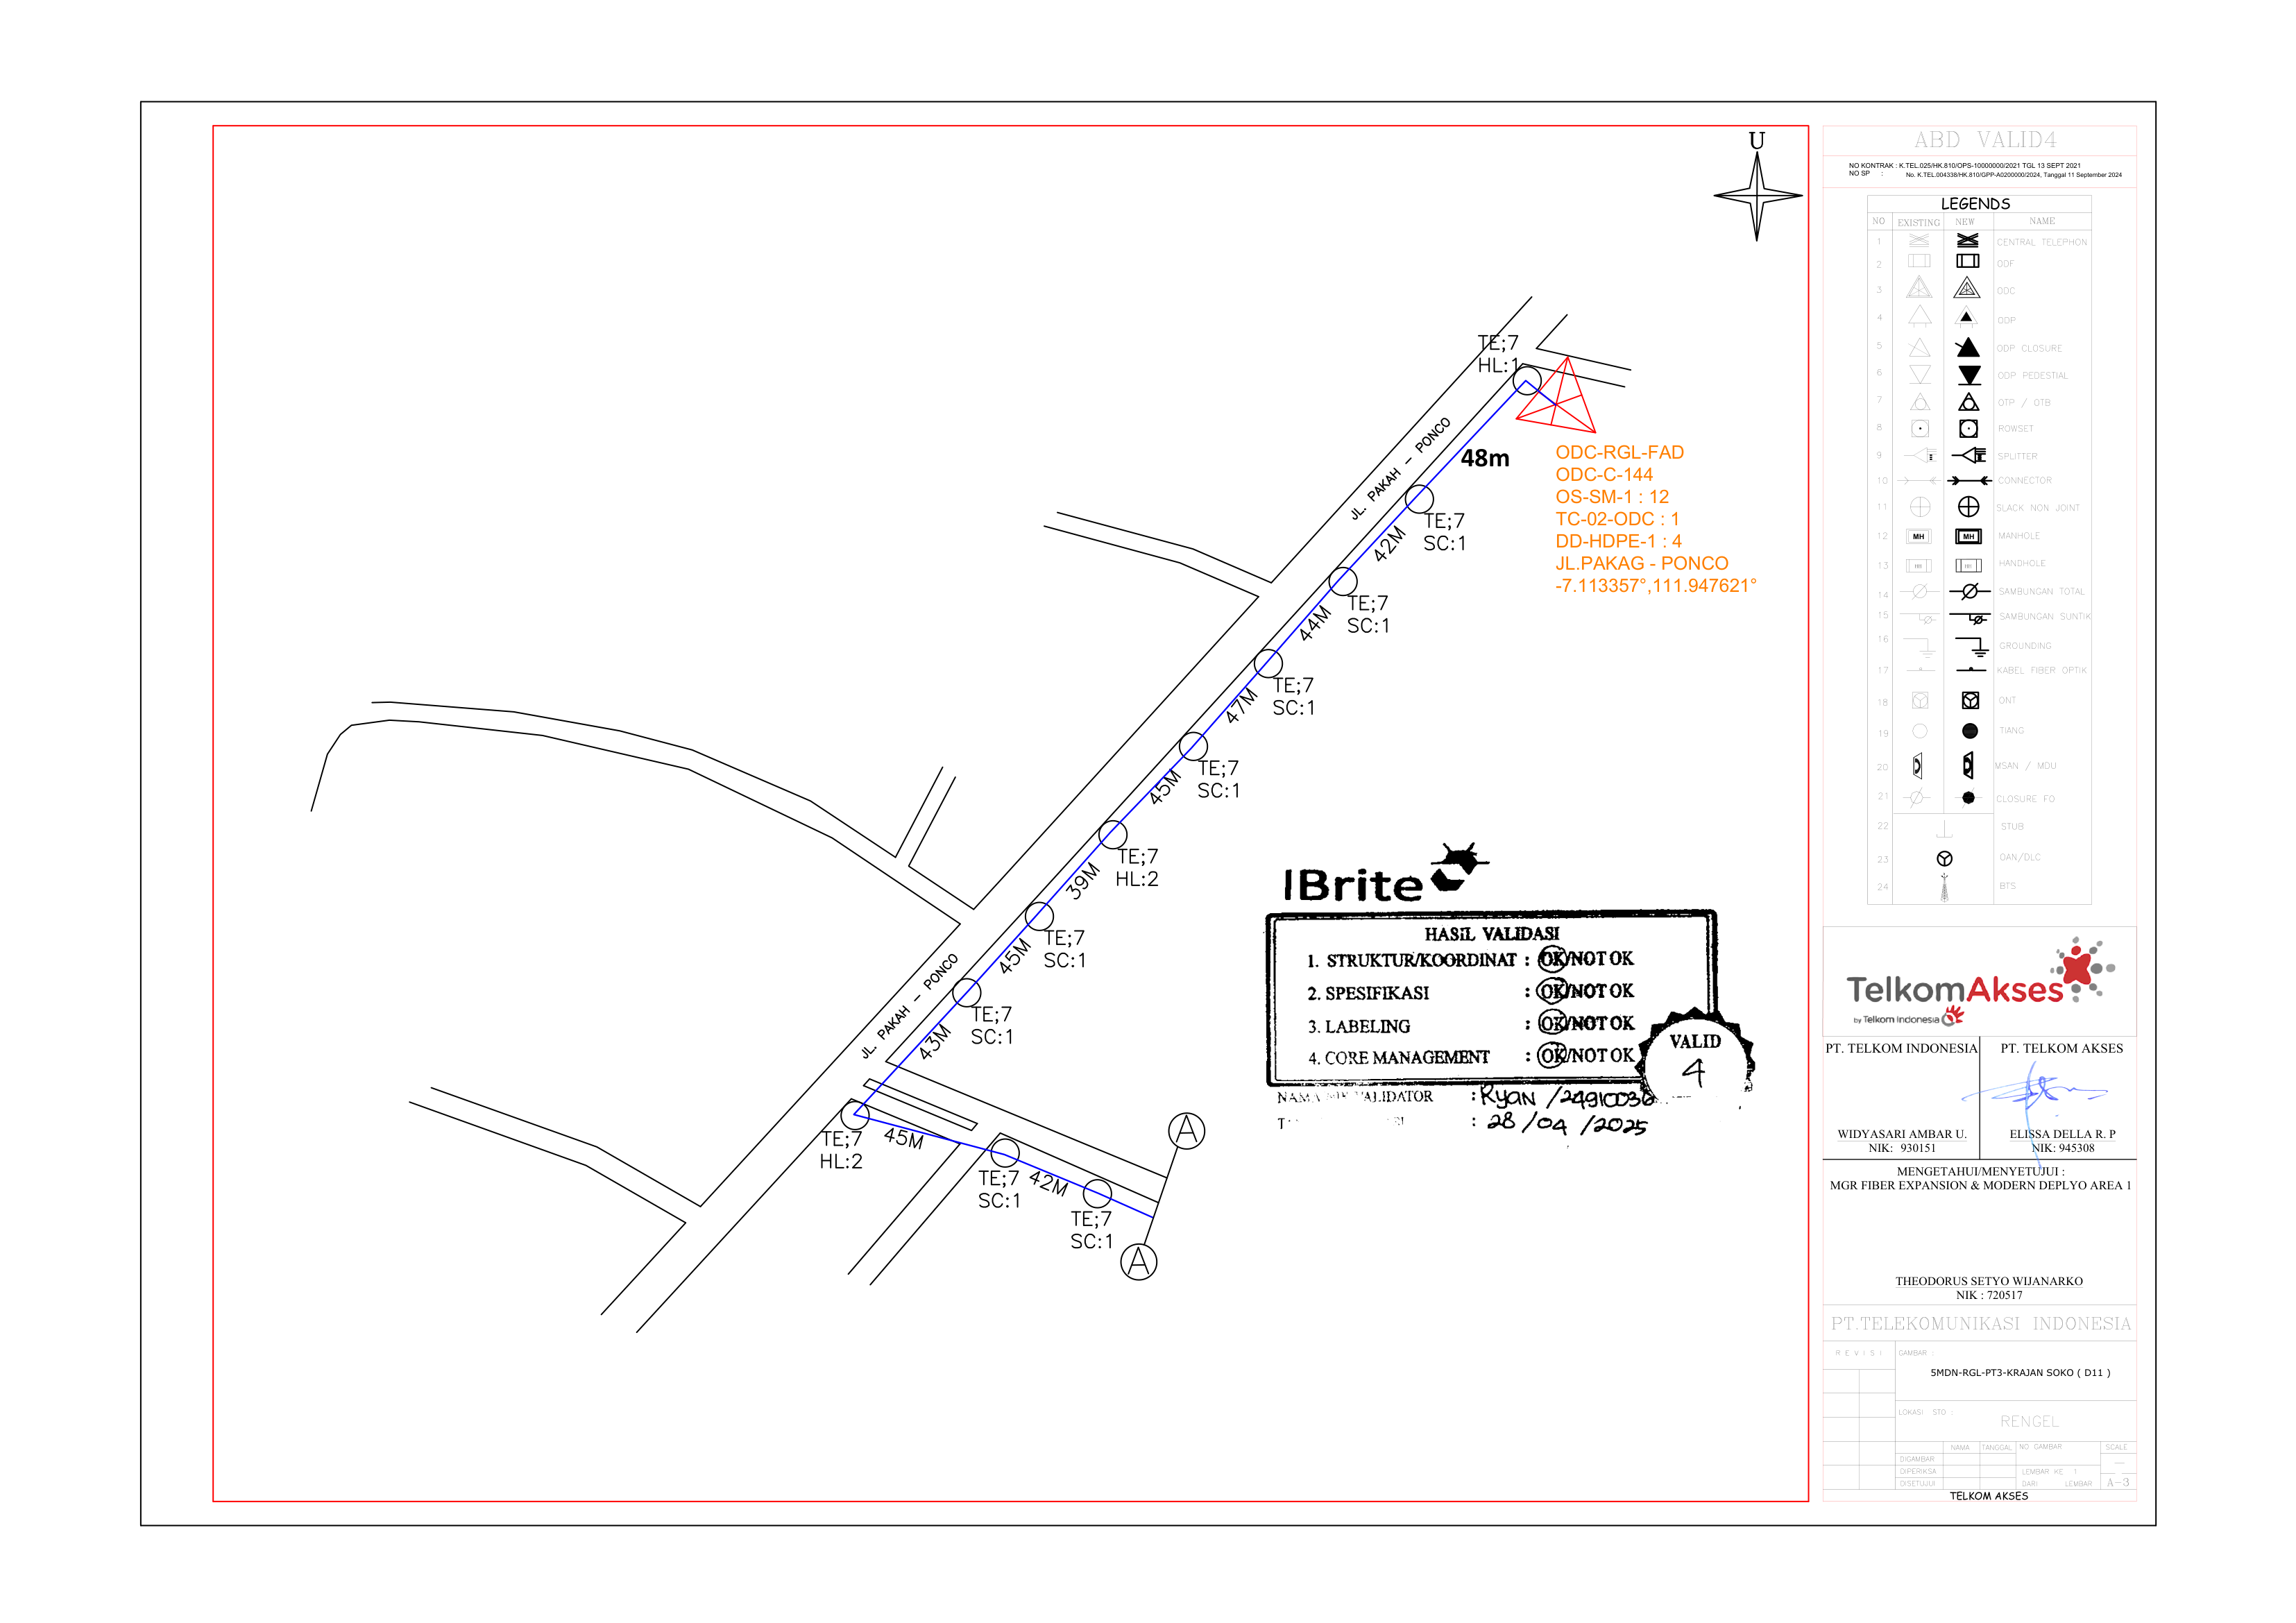 U
TE;7
HL:1
JL. PAKAH - PONCO
48m
ODC-RGL-FAD
ODC-C-144
OS-SM-1 : 12
TC-02-ODC : 1
DD-HDPE-1 : 4
JL.PAKAG - PONCO
-7.113357°,111.947621°
TE;7
SC:1
42M
TE;7
SC:1
44M
TE;7
SC:1
47M
TE;7
SC:1
45M
TE;7
HL:2
39M
TE;7
SC:1
45M
TE;7
SC:1
JL. PAKAH - PONCO
43M
TE;7
HL:2
45M
TE;7
SC:1
42M
TE;7
SC:1
A
A
IBrite
HASIL VALIDASI
1. STRUKTUR/KOORDINAT : OK/NOT OK
2. SPESIFIKASI : OK/NOT OK
3. LABELING : OK/NOT OK
4. CORE MANAGEMENT : OK/NOT OK
VALID
4
NAMA VALIDATOR : Ryan /24910036
: 28/04/2025
ABD VALID4
NO KONTRAK : K.TEL.025/HK.810/OPS-10000000/2021 TGL 13 SEPT 2021
NO SP : No. K.TEL.004338/HK.810/GPP-A0200000/2024, Tanggal 11 September 2024
LEGENDS
NO EXISTING NEW NAME
1 CENTRAL TELEPHON
2 ODF
3 ODC
4 ODP
5 ODP CLOSURE
6 ODP PEDESTIAL
7 OTP / OTB
8 ROWSET
9 SPLITTER
10 CONNECTOR
11 SLACK NON JOINT
12 MH MH MANHOLE
13 HH HH HANDHOLE
14 SAMBUNGAN TOTAL
15 SAMBUNGAN SUNTIK
16 GROUNDING
17 KABEL FIBER OPTIK
18 ONT
19 TIANG
20 MSAN / MDU
21 CLOSURE FO
22 STUB
23 OAN/DLC
24 BTS
TelkomAkses
by Telkom Indonesia
PT. TELKOM INDONESIA
WIDYASARI AMBAR U.
NIK: 930151
PT. TELKOM AKSES
ELISSA DELLA R. P
NIK: 945308
MENGETAHUI/MENYETUJUI :
MGR FIBER EXPANSION & MODERN DEPLYO AREA 1
THEODORUS SETYO WIJANARKO
NIK : 720517
PT.TELEKOMUNIKASI INDONESIA
REVISI
GAMBAR :
5MDN-RGL-PT3-KRAJAN SOKO ( D11 )
LOKASI STO :
RENGEL
NAMA TANGGAL NO GAMBAR SCALE
DIGAMBAR
DIPERIKSA LEMBAR KE 1
DISETUJUI DARI LEMBAR A-3
TELKOM AKSES